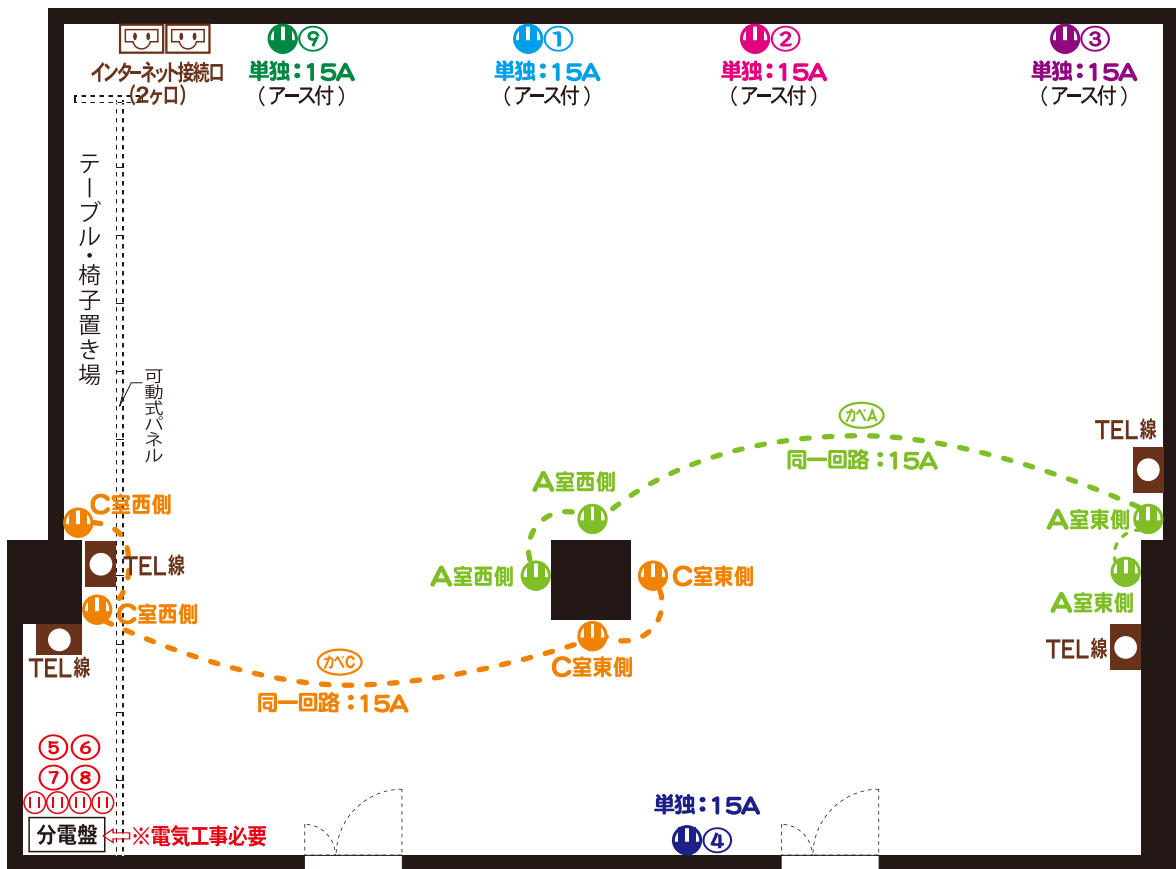 ⑨
①
②
③
インターネット接続口
(2ヶ口)
単独：15A
(アース付)
単独：15A
(アース付)
単独：15A
(アース付)
単独：15A
(アース付)
テーブル・椅子置き場
可動式パネル
かべA
同一回路：15A
TEL線
A室西側
A室東側
C室西側
TEL線
A室西側
C室東側
A室東側
C室西側
TEL線
C室東側
TEL線
かべC
同一回路：15A
⑤⑥
⑦⑧
分電盤
※電気工事必要
単独：15A
④